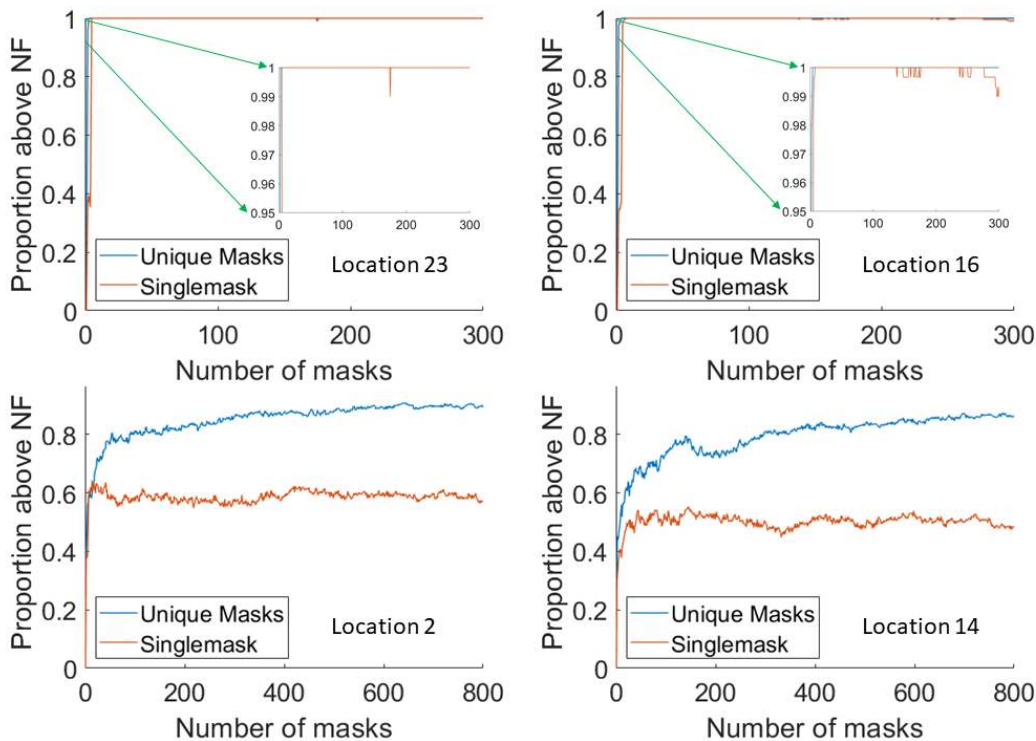 Proportion above NF
1
0.8
0.6
0.4
0.2
0
1
0.99
0.98
0.97
0.96
0.95
0 100 200 300
Unique Masks
Singlemask
Location 23
0 100 200 300
Number of masks
Proportion above NF
1
0.8
0.6
0.4
0.2
0
1
0.99
0.98
0.97
0.96
0.95
0 100 200 300
Unique Masks
Singlemask
Location 16
0 100 200 300
Number of masks
Proportion above NF
0.8
0.6
0.4
0.2
0
Unique Masks
Singlemask
Location 2
0 200 400 600 800
Number of masks
Proportion above NF
0.8
0.6
0.4
0.2
0
Unique Masks
Singlemask
Location 14
0 200 400 600 800
Number of masks